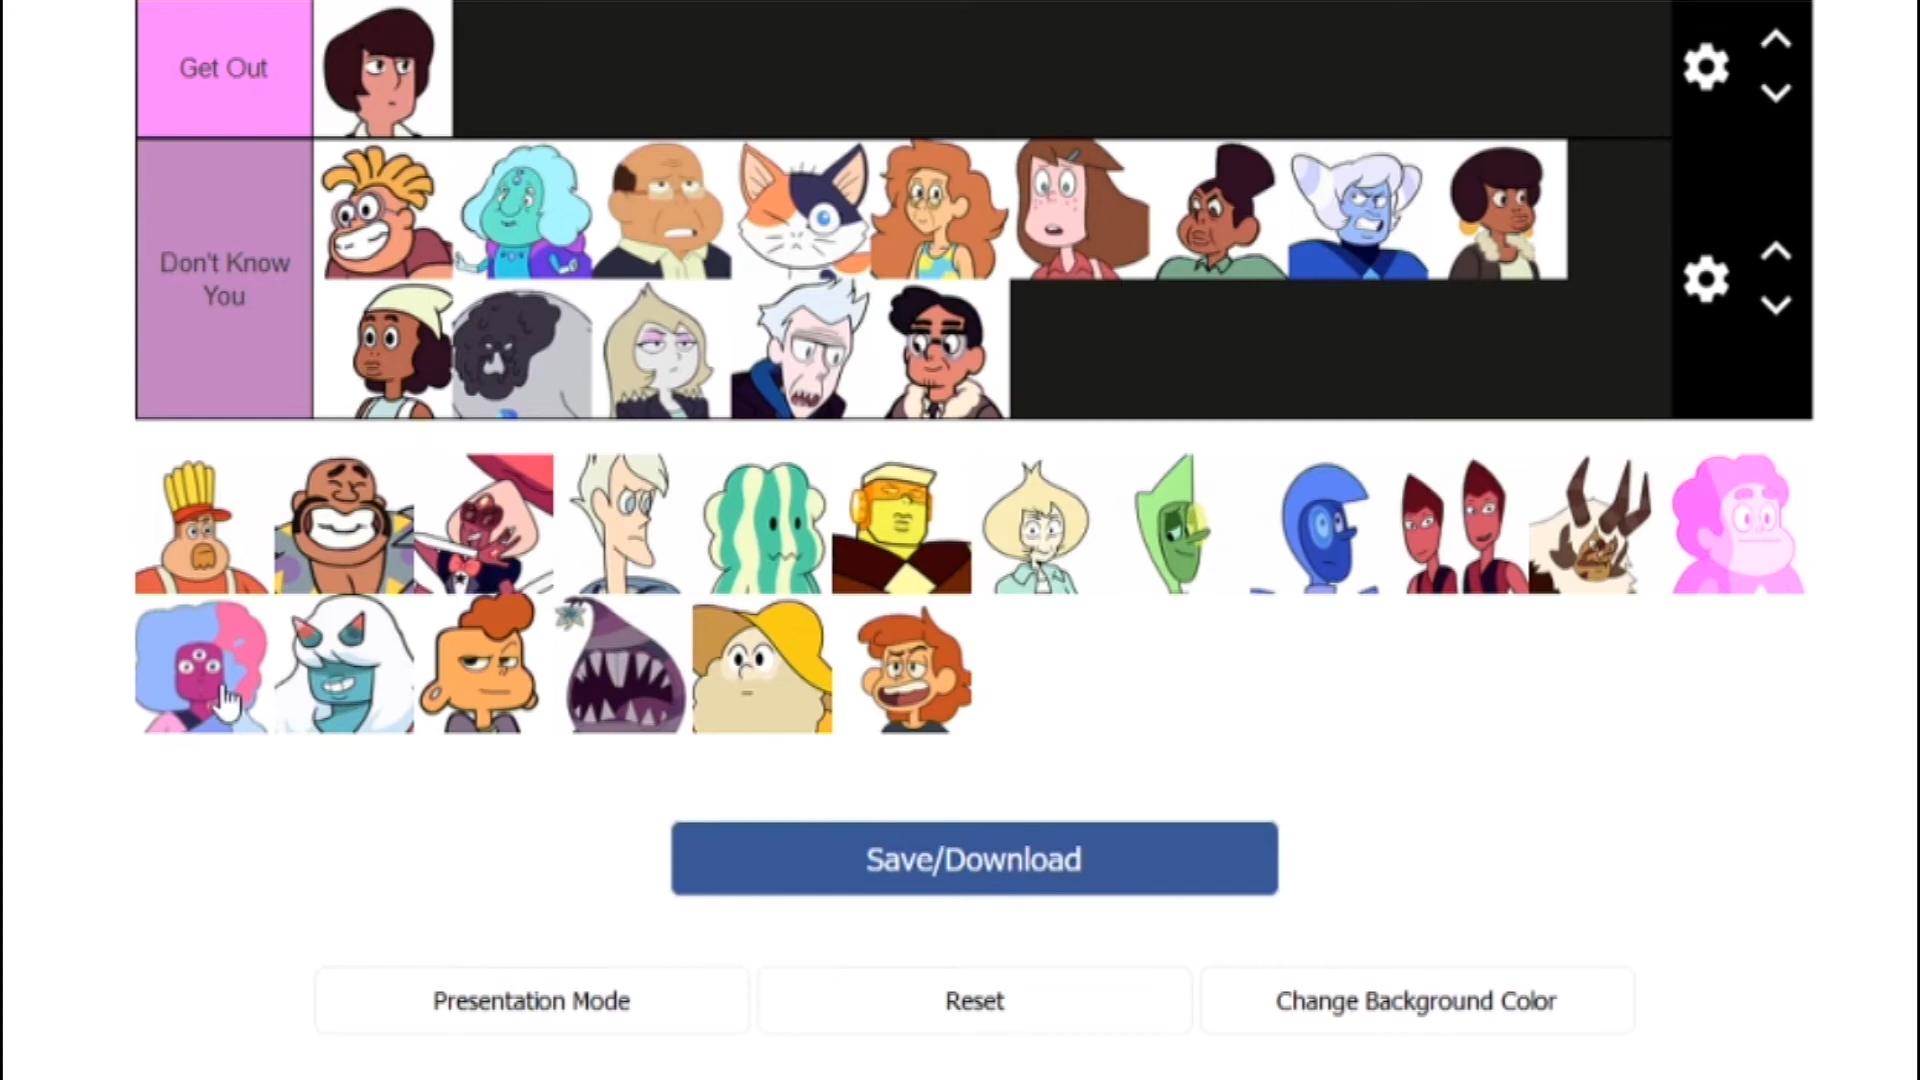 Get Out
Don't Know
You
Save/Download
Presentation Mode
Reset
Change Background Color